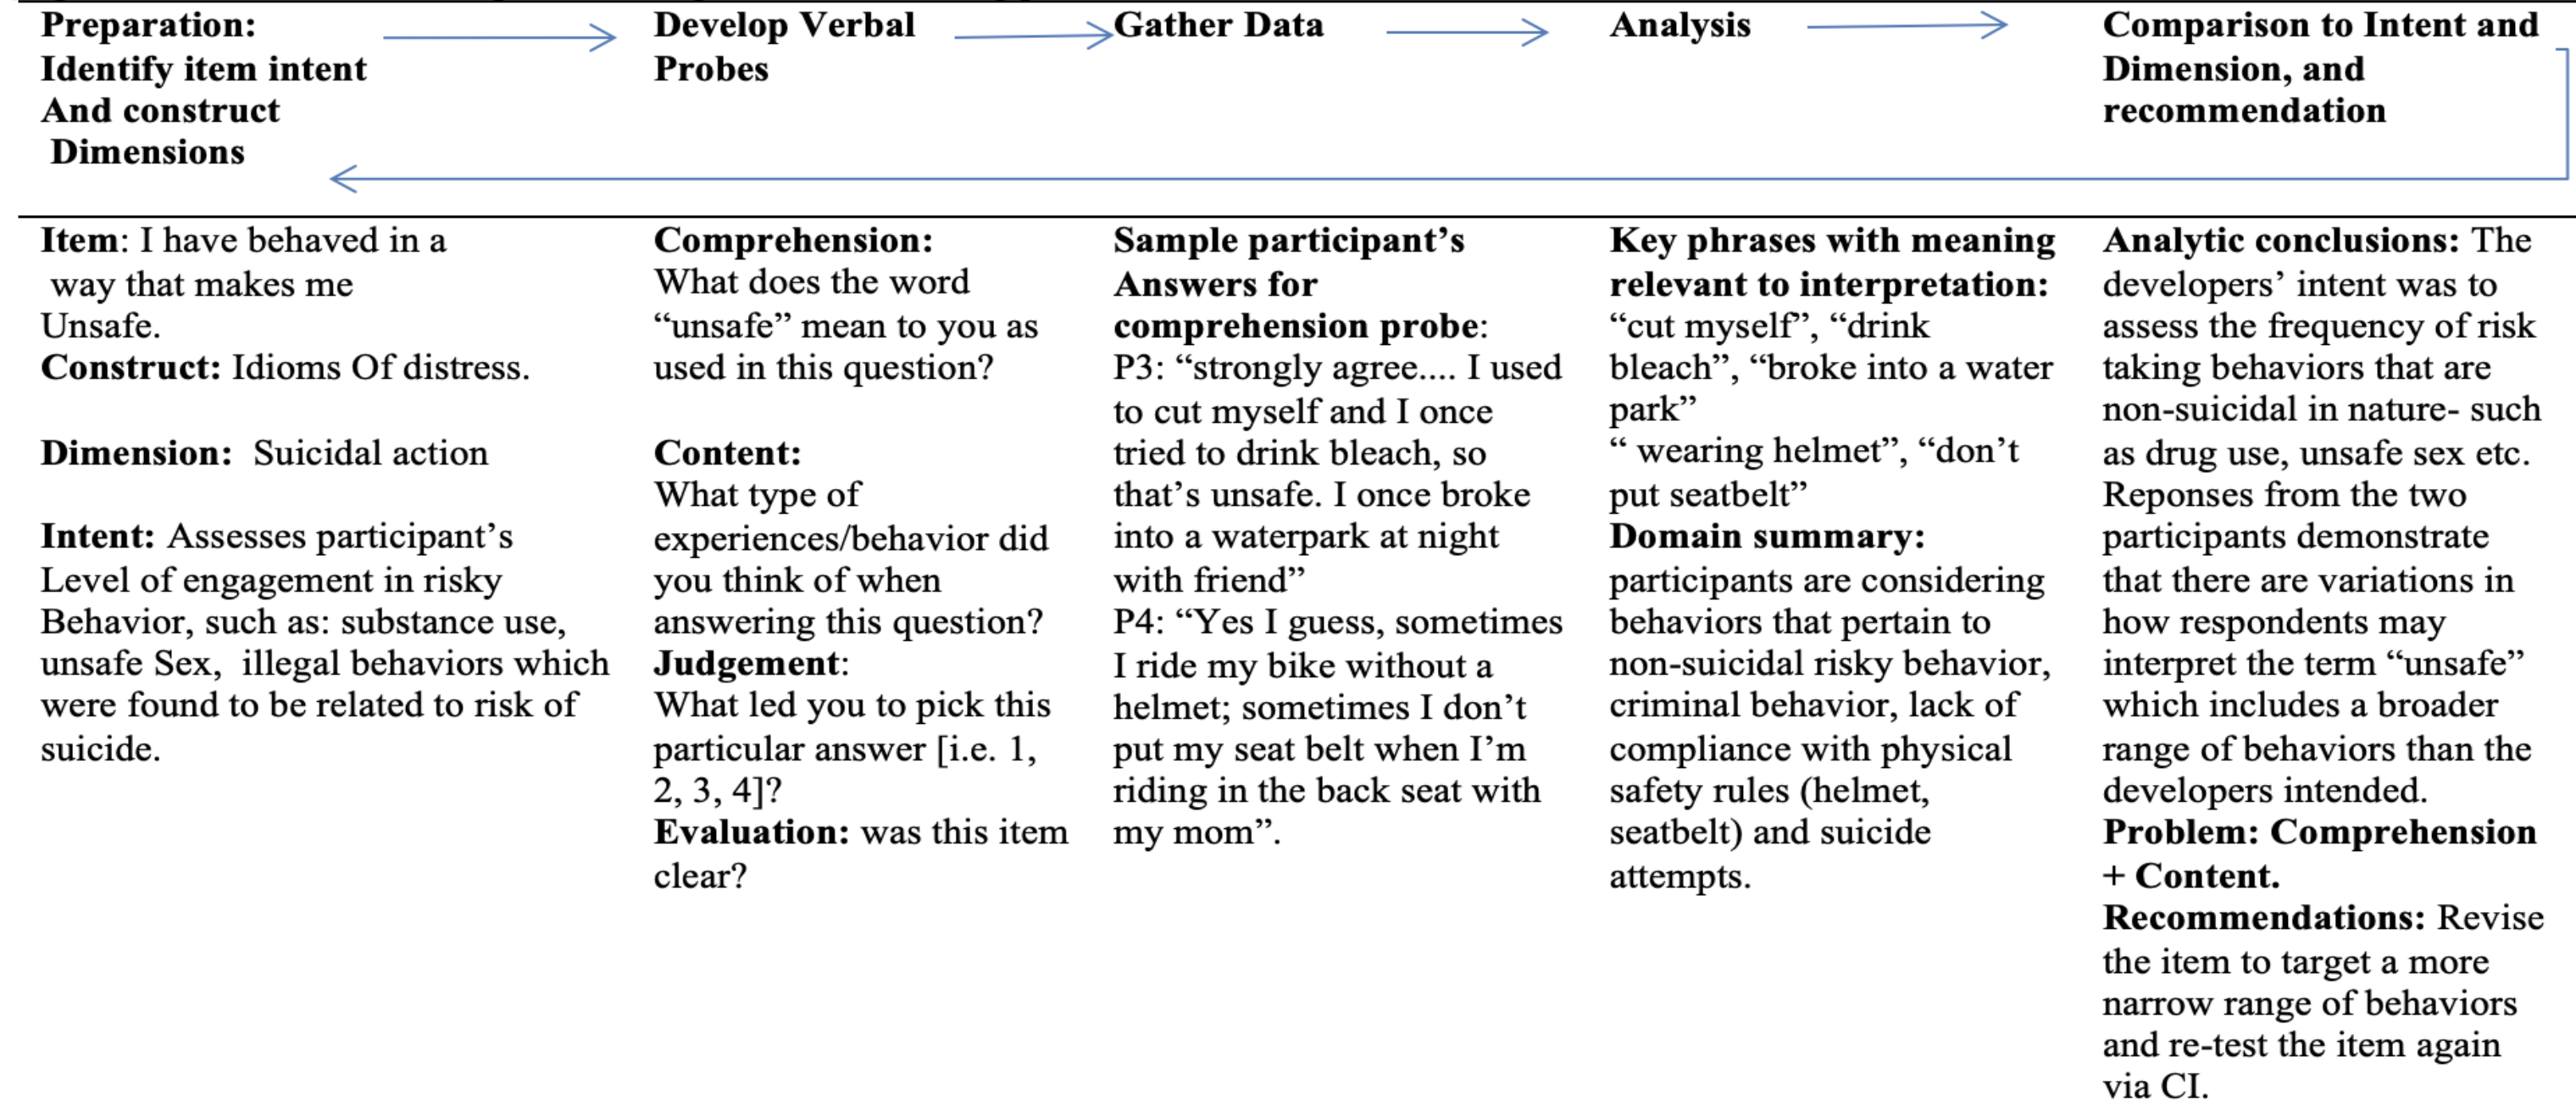 Preparation:
Identify item intent
And construct
Dimensions
Develop Verbal
Probes
Gather Data
Analysis
Comparison to Intent and
Dimension, and
recommendation
Item: I have behaved in a
way that makes me
Unsafe.
Construct: Idioms Of distress.
Dimension: Suicidal action
Intent: Assesses participant’s
Level of engagement in risky
Behavior, such as: substance use,
unsafe Sex, illegal behaviors which
were found to be related to risk of
suicide.
Comprehension:
What does the word
“unsafe” mean to you as
used in this question?
Content:
What type of
experiences/behavior did
you think of when
answering this question?
Judgement:
What led you to pick this
particular answer [i.e. 1,
2, 3, 4]?
Evaluation: was this item
clear?
Sample participant’s
Answers for
comprehension probe:
P3: “strongly agree.... I used
to cut myself and I once
tried to drink bleach, so
that’s unsafe. I once broke
into a waterpark at night
with friend”
P4: “Yes I guess, sometimes
I ride my bike without a
helmet; sometimes I don’t
put my seat belt when I’m
riding in the back seat with
my mom”.
Key phrases with meaning
relevant to interpretation:
“cut myself”, “drink
bleach”, “broke into a water
park”
“ wearing helmet”, “don’t
put seatbelt”
Domain summary:
participants are considering
behaviors that pertain to
non-suicidal risky behavior,
criminal behavior, lack of
compliance with physical
safety rules (helmet,
seatbelt) and suicide
attempts.
Analytic conclusions: The
developers’ intent was to
assess the frequency of risk
taking behaviors that are
non-suicidal in nature- such
as drug use, unsafe sex etc.
Reponses from the two
participants demonstrate
that there are variations in
how respondents may
interpret the term “unsafe”
which includes a broader
range of behaviors than the
developers intended.
Problem: Comprehension
+ Content.
Recommendations: Revise
the item to target a more
narrow range of behaviors
and re-test the item again
via CI.